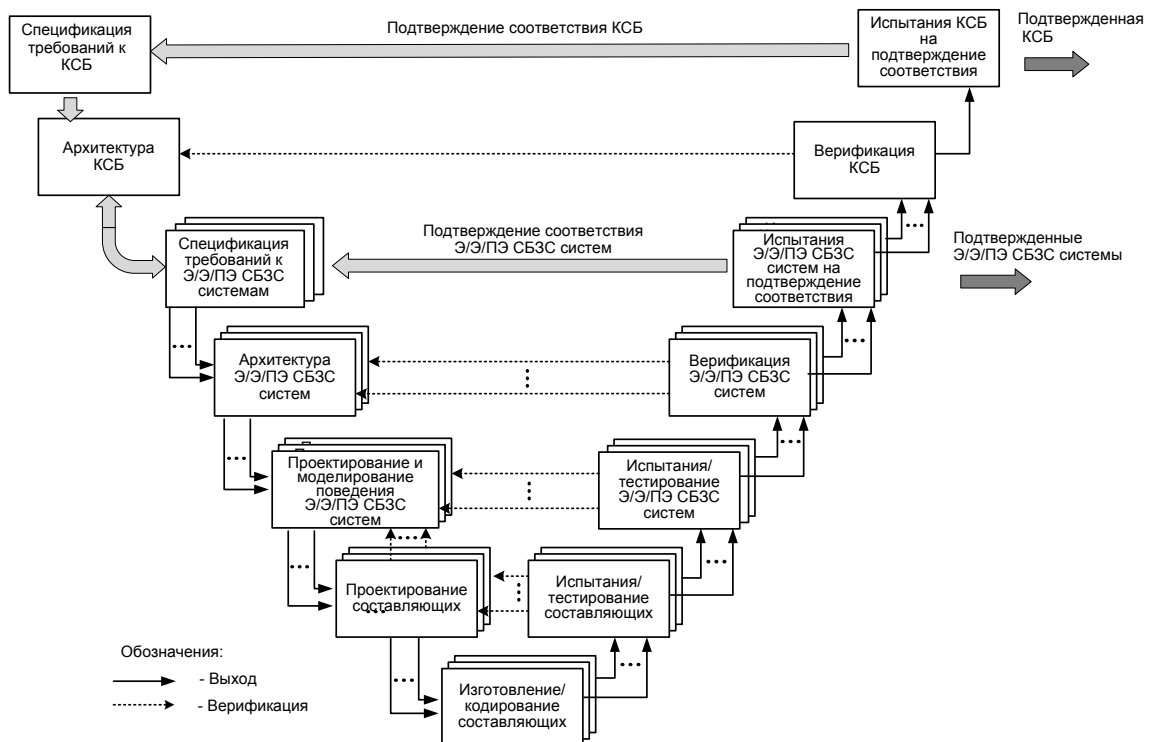 Спецификация
требований к
КСБ
Подтверждение соответствия КСБ
Испытания КСБ
на
подтверждение
соответствия
Подтвержденная
КСБ
Архитектура
КСБ
Верификация
КСБ
Спецификация
требований к
Э/Э/ПЭ СБЗС
системам
Подтверждение соответствия
Э/Э/ПЭ СБЗС систем
Испытания
Э/Э/ПЭ СБЗС
систем на
подтверждение
соответствия
Подтвержденные
Э/Э/ПЭ СБЗС системы
Архитектура
Э/Э/ПЭ СБЗС
систем
Верификация
Э/Э/ПЭ СБЗС
систем
Проектирование и
моделирование
поведения
Э/Э/ПЭ СБЗС
систем
Испытания/
тестирование
Э/Э/ПЭ СБЗС
систем
Проектирование
составляющих
Испытания/
тестирование
составляющих
Изготовление/
кодирование
составляющих
Обозначения:
- Выход
- Верификация